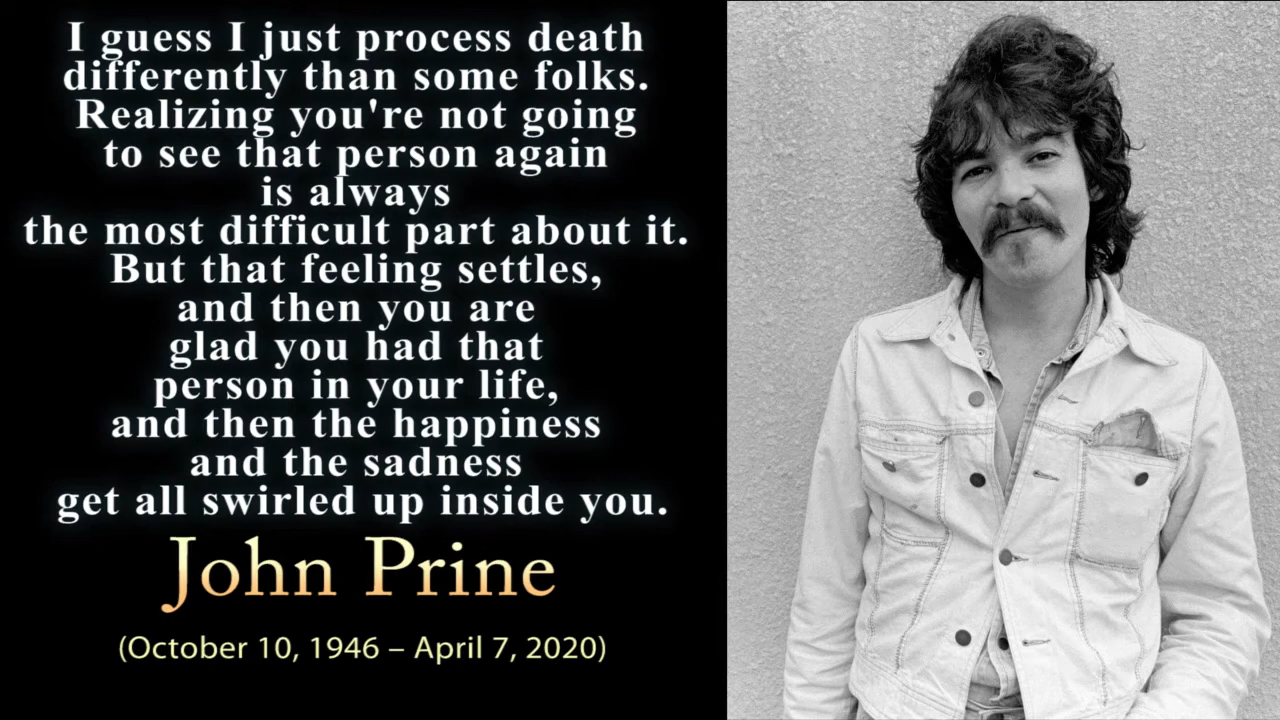 I guess I just process death
differently than some folks.
Realizing you're not going
to see that person again
is always
the most difficult part about it.
But that feeling settles,
and then you are
glad you had that
person in your life,
and then the happiness
and the sadness
get all swirled up inside you.
John Prine
(October 10, 1946 – April 7, 2020)